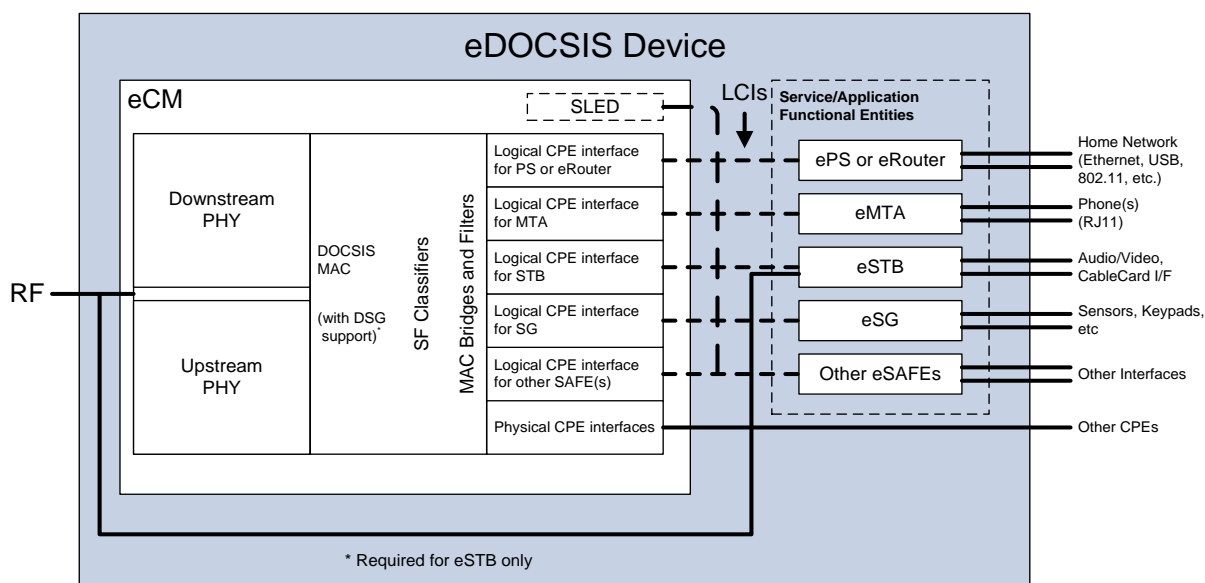 eDOCSIS Device
eCM
SLED
LCIs
Service/Application
Functional Entities
RF
Downstream
PHY
Upstream
PHY
DOCSIS
MAC
(with DSG
support)*
SF Classifiers
MAC Bridges and Filters
Logical CPE interface
for PS or eRouter
Logical CPE interface
for MTA
Logical CPE interface
for STB
Logical CPE interface
for SG
Logical CPE interface
for other SAFE(s)
Physical CPE interfaces
ePS or eRouter
eMTA
eSTB
eSG
Other eSAFEs
Home Network
(Ethernet, USB,
802.11, etc.)
Phone(s)
(RJ11)
Audio/Video,
CableCard I/F
Sensors, Keypads,
etc
Other Interfaces
Other CPEs
* Required for eSTB only